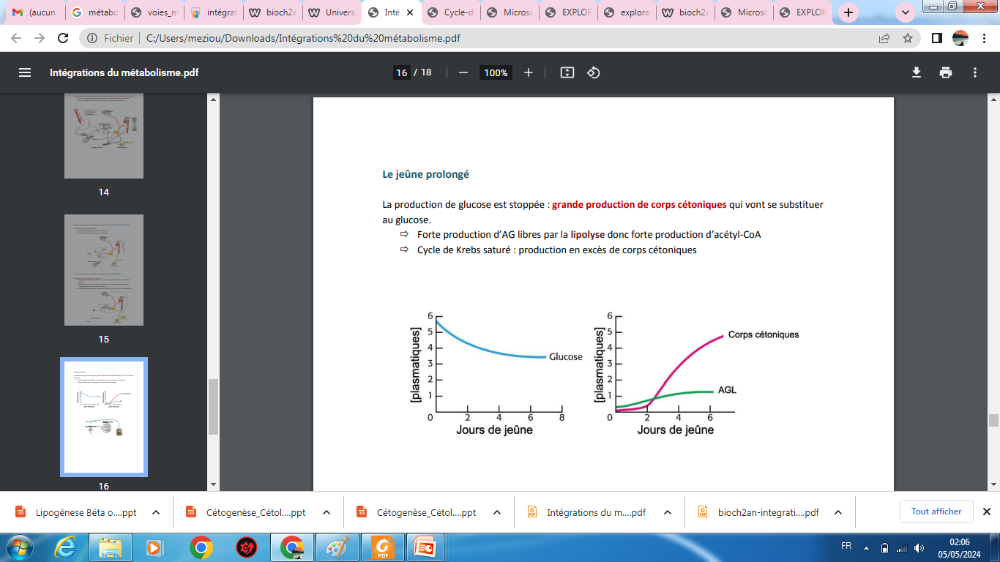 (aucun
métabo
voies_m
intégrat
bioch2a
Univers
Inté
Cycle-d
Microso
EXPLOR
explora
bioch2a
Microso
EXPLOR
Fichier
C:/Users/meziou/Downloads/Intégrations%20du%20métabolisme.pdf
Intégrations du métabolisme.pdf
16 / 18
100%
14
15
16
Le jeûne prolongé
La production de glucose est stoppée : grande production de corps cétoniques qui vont se substituer
au glucose.
⇨ Forte production d’AG libres par la lipolyse donc forte production d’acétyl-CoA
⇨ Cycle de Krebs saturé : production en excès de corps cétoniques
[plasmatiques]
6
5
4
3
2
1
0
2
4
6
8
Glucose
Jours de jeûne
[plasmatiques]
6
5
4
3
2
1
0
2
4
6
Corps cétoniques
AGL
Jours de jeûne
Lipogénese Béta o....ppt
Cétogenèse_Cétol....ppt
Cétogenèse_Cétol....ppt
Intégrations du m....pdf
bioch2an-integrati....pdf
Tout afficher
PDF
FR
02:06
05/05/2024